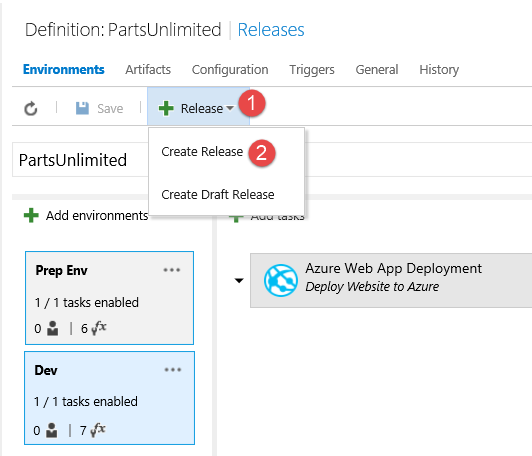 Definition: PartsUnlimited | Releases
Environments Artifacts Configuration Triggers General History
Save Release 1
Create Release 2
PartsUnlimited
Create Draft Release
Add environments Add tasks
Prep Env ...
1 / 1 tasks enabled
0 | 6 fx
Azure Web App Deployment
Deploy Website to Azure
Dev ...
1 / 1 tasks enabled
0 | 7 fx